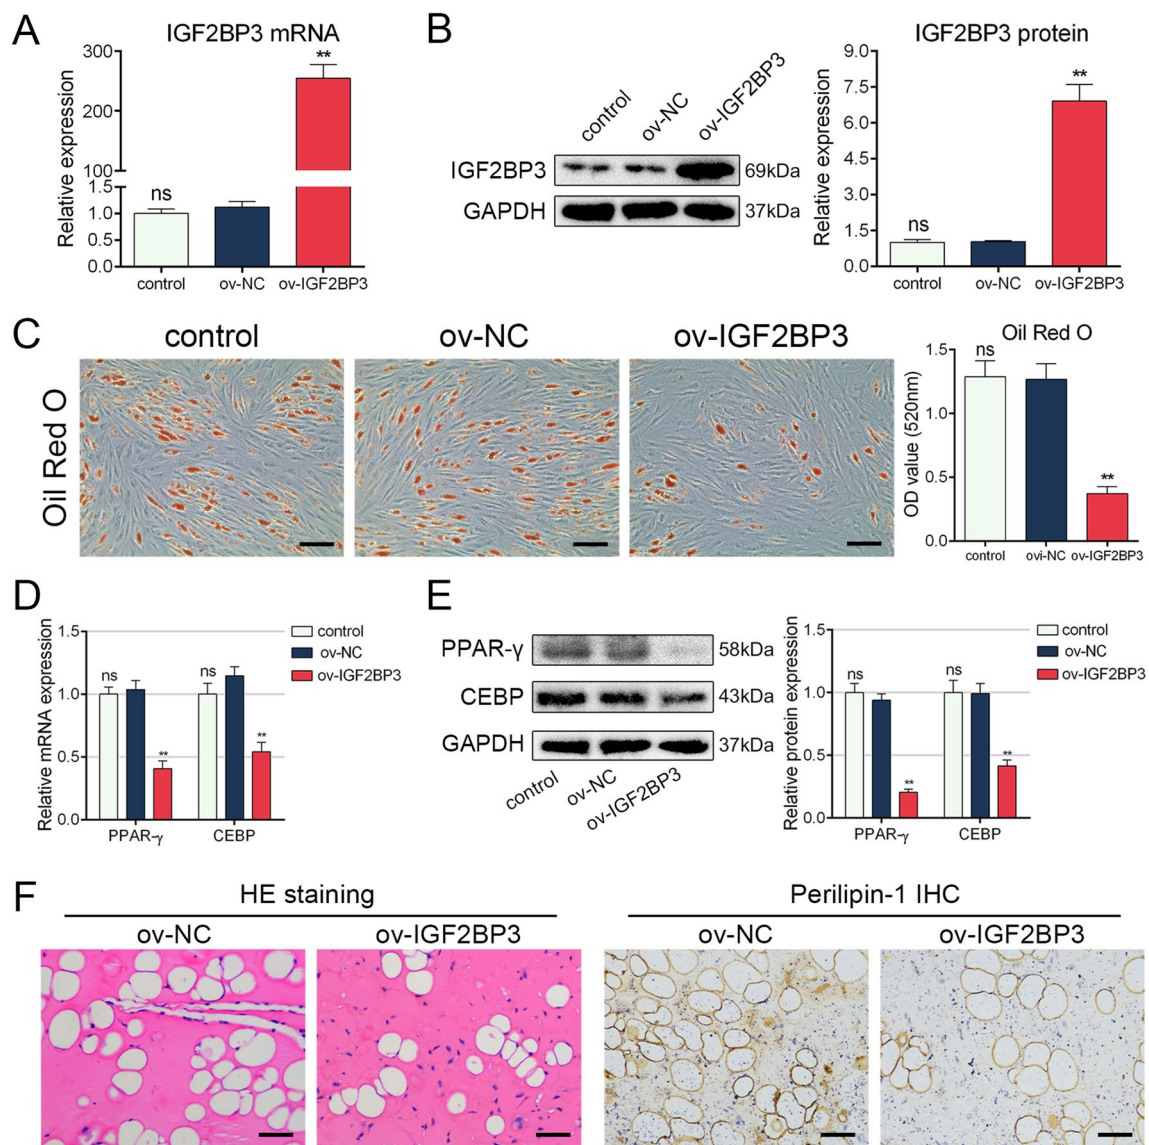 A
IGF2BP3 mRNA
Relative expression
Relative expression
300
200
100
1.5
1.0
0.5
0.0
ns
**
control
ov-NC
ov-IGF2BP3
B
control
ov-NC
ov-IGF2BP3
IGF2BP3
69kDa
GAPDH
37kDa
IGF2BP3 protein
Relative expression
9.0
7.5
6.0
4.5
3.0
1.5
0.0
ns
**
control
ov-NC
ov-IGF2BP3
C
control
ov-NC
ov-IGF2BP3
Oil Red O
Oil Red O
OD value (520nm)
1.5
1.0
0.5
0.0
ns
**
control
ovi-NC
ov-IGF2BP3
D
Relative mRNA expression
1.5
1.0
0.5
0.0
ns
**
ns
**
PPAR-γ
CEBP
control
ov-NC
ov-IGF2BP3
E
PPAR-γ
58kDa
CEBP
43kDa
GAPDH
37kDa
control
ov-NC
ov-IGF2BP3
Relative protein expression
1.5
1.0
0.5
0.0
ns
**
ns
**
PPAR-γ
CEBP
control
ov-NC
ov-IGF2BP3
F
HE staining
ov-NC
ov-IGF2BP3
Perilipin-1 IHC
ov-NC
ov-IGF2BP3